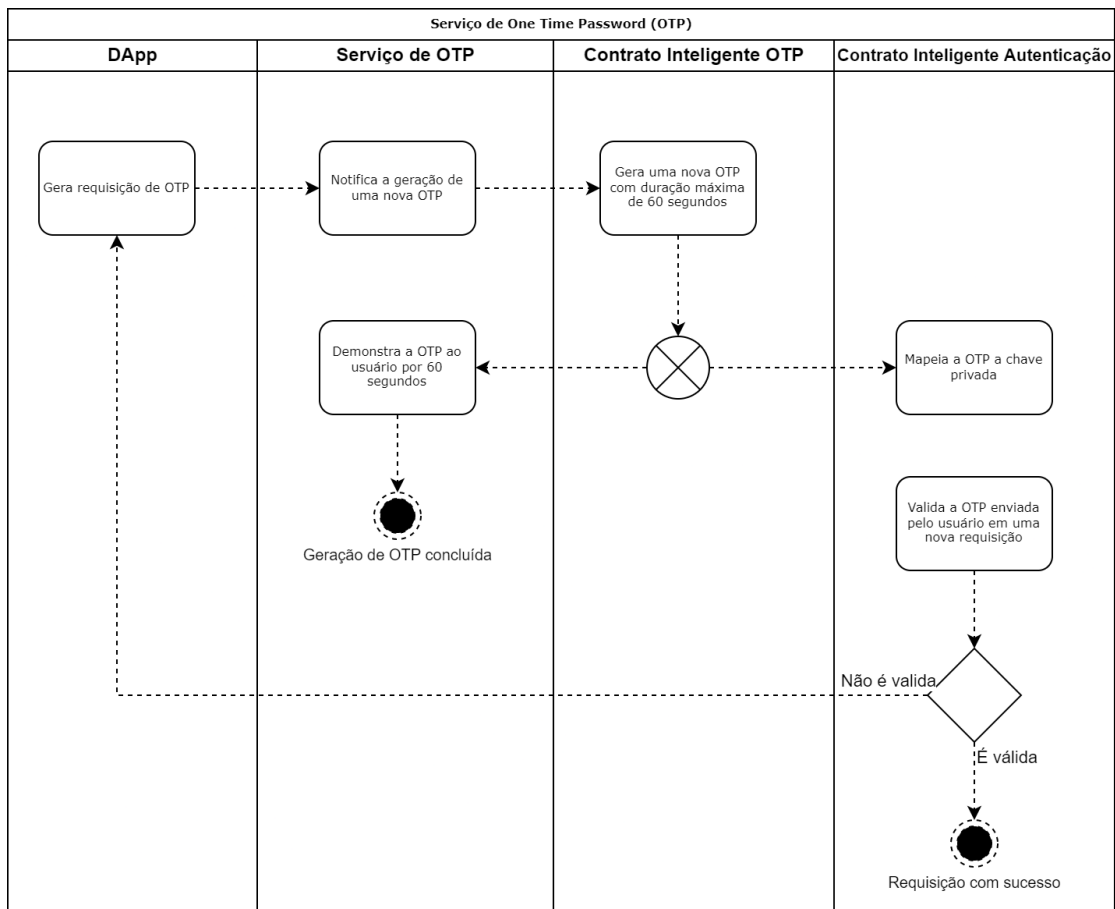 Serviço de One Time Password (OTP)
DApp
Serviço de OTP
Contrato Inteligente OTP
Contrato Inteligente Autenticação
Gera requisição de OTP
Notifica a geração de
uma nova OTP
Gera uma nova OTP
com duração máxima
de 60 segundos
Demonstra a OTP ao
usuário por 60
segundos
Mapeia a OTP a chave
privada
Geração de OTP concluída
Valida a OTP enviada
pelo usuário em uma
nova requisição
Não é valida
É válida
Requisição com sucesso